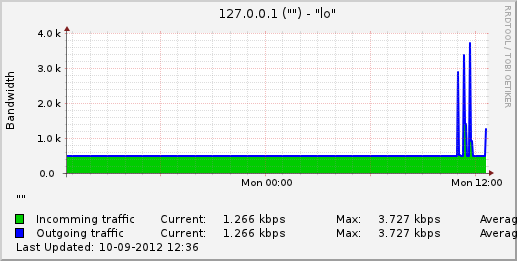 127.0.0.1 ("") - "lo"
RRDTOOL / TOBI OETIKER
Bandwidth
4.0 k
3.0 k
2.0 k
1.0 k
0.0
Mon 00:00 Mon 12:00
""
Incomming traffic Current: 1.266 kbps Max: 3.727 kbps Averag
Outgoing traffic Current: 1.266 kbps Max: 3.727 kbps Averag
Last Updated: 10-09-2012 12:36